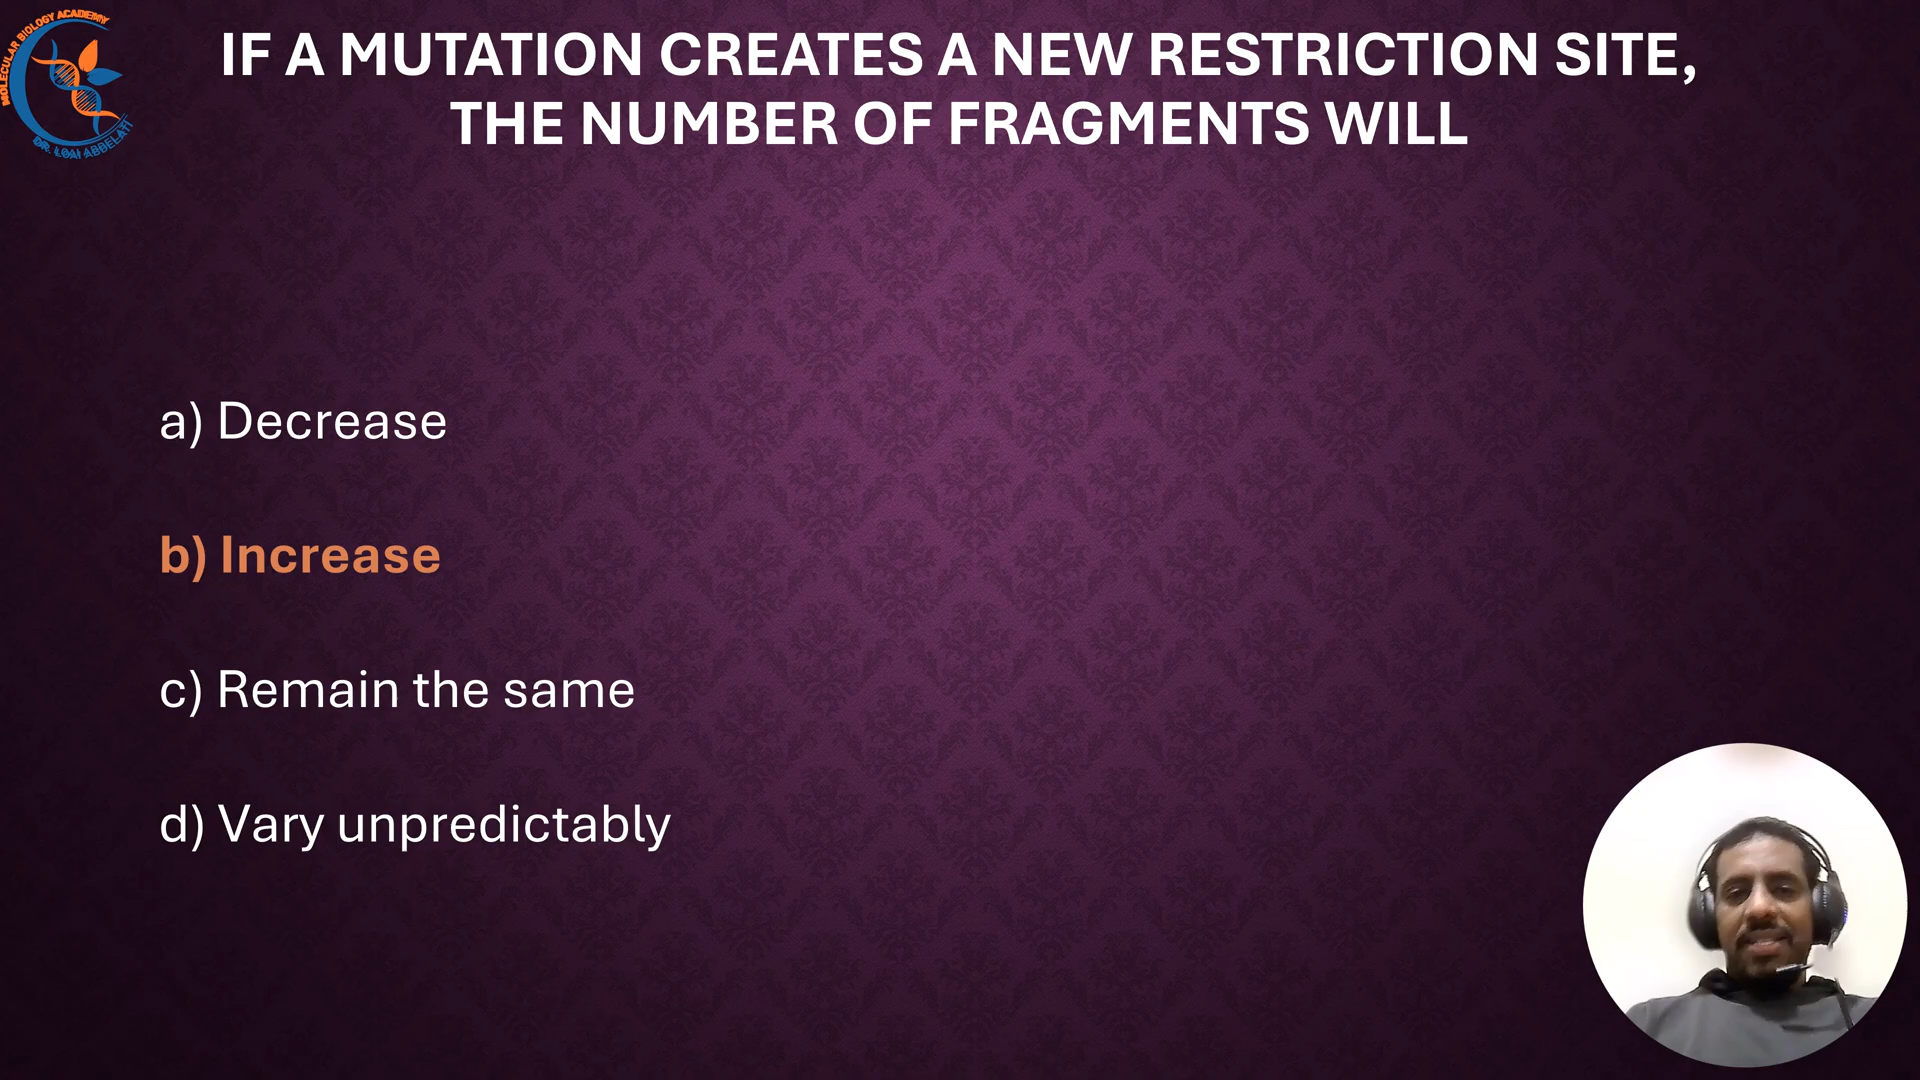 MOLECULAR BIOLOGY ACADEMY
DR. LOAI ABDELATI
IF A MUTATION CREATES A NEW RESTRICTION SITE,
THE NUMBER OF FRAGMENTS WILL
a) Decrease
b) Increase
c) Remain the same
d) Vary unpredictably